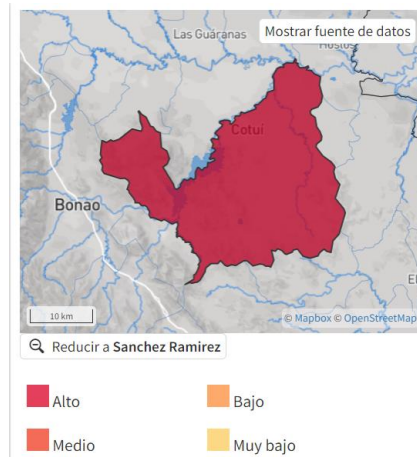 Las Guáranas
Mostrar fuente de datos
Hostos
Cotuí
Bonao
10 km
© Mapbox © OpenStreetMap
Reducir a Sanchez Ramirez
Alto
Bajo
Medio
Muy bajo